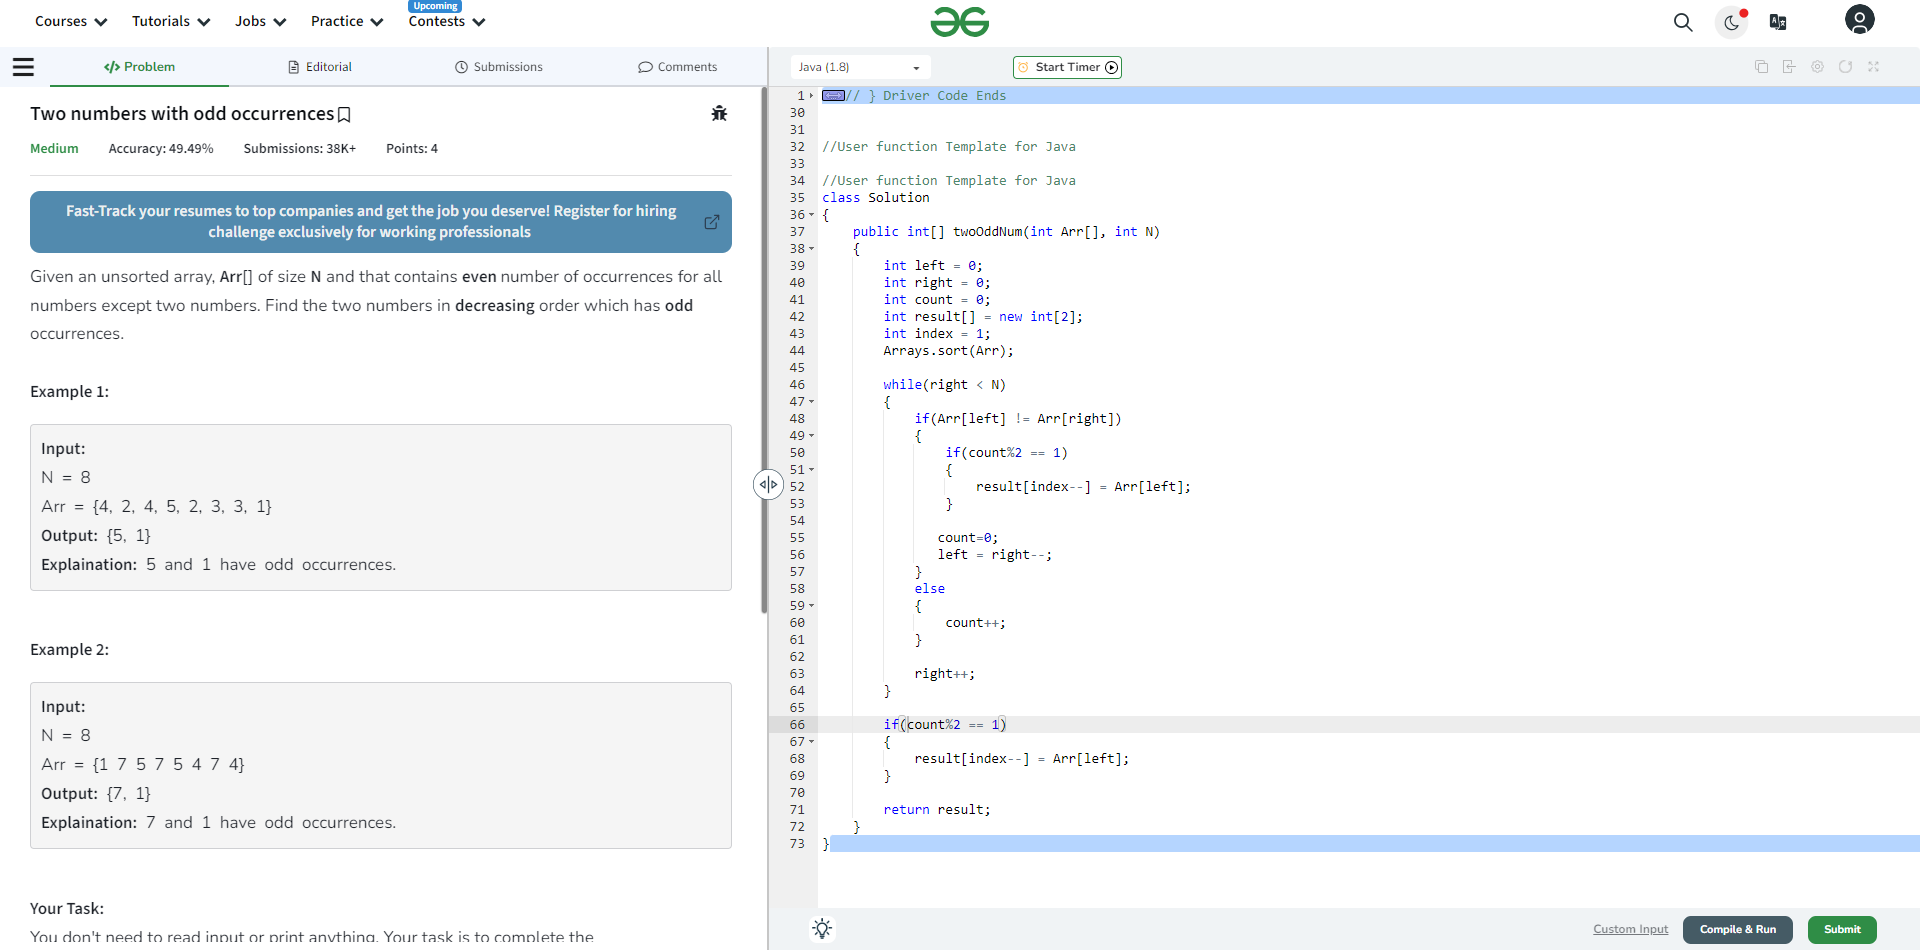 Courses Tutorials Jobs Practice Upcoming Contests
Problem Editorial Submissions Comments
Two numbers with odd occurrences
Medium Accuracy: 49.49% Submissions: 38K+ Points: 4
Fast-Track your resumes to top companies and get the job you deserve! Register for hiring
challenge exclusively for working professionals
Given an unsorted array, Arr[] of size N and that contains even number of occurrences for all
numbers except two numbers. Find the two numbers in decreasing order which has odd
occurrences.
Example 1:
Input:
N = 8
Arr = {4, 2, 4, 5, 2, 3, 3, 1}
Output: {5, 1}
Explaination: 5 and 1 have odd occurrences.
Example 2:
Input:
N = 8
Arr = {1 7 5 7 5 4 7 4}
Output: {7, 1}
Explaination: 7 and 1 have odd occurrences.
Your Task:
You don't need to read input or print anything. Your task is to complete the
Java (1.8) Start Timer
1 // } Driver Code Ends
30
31
32 //User function Template for Java
33
34 //User function Template for Java
35 class Solution
36 {
37 public int[] twoOddNum(int Arr[], int N)
38 {
39 int left = 0;
40 int right = 0;
41 int count = 0;
42 int result[] = new int[2];
43 int index = 1;
44 Arrays.sort(Arr);
45
46 while(right < N)
47 {
48 if(Arr[left] != Arr[right])
49 {
50 if(count%2 == 1)
51 {
52 result[index--] = Arr[left];
53 }
54
55 count=0;
56 left = right--;
57 }
58 else
59 {
60 count++;
61 }
62
63 right++;
64 }
65
66 if(count%2 == 1)
67 {
68 result[index--] = Arr[left];
69 }
70
71 return result;
72 }
73 }
Custom Input Compile & Run Submit